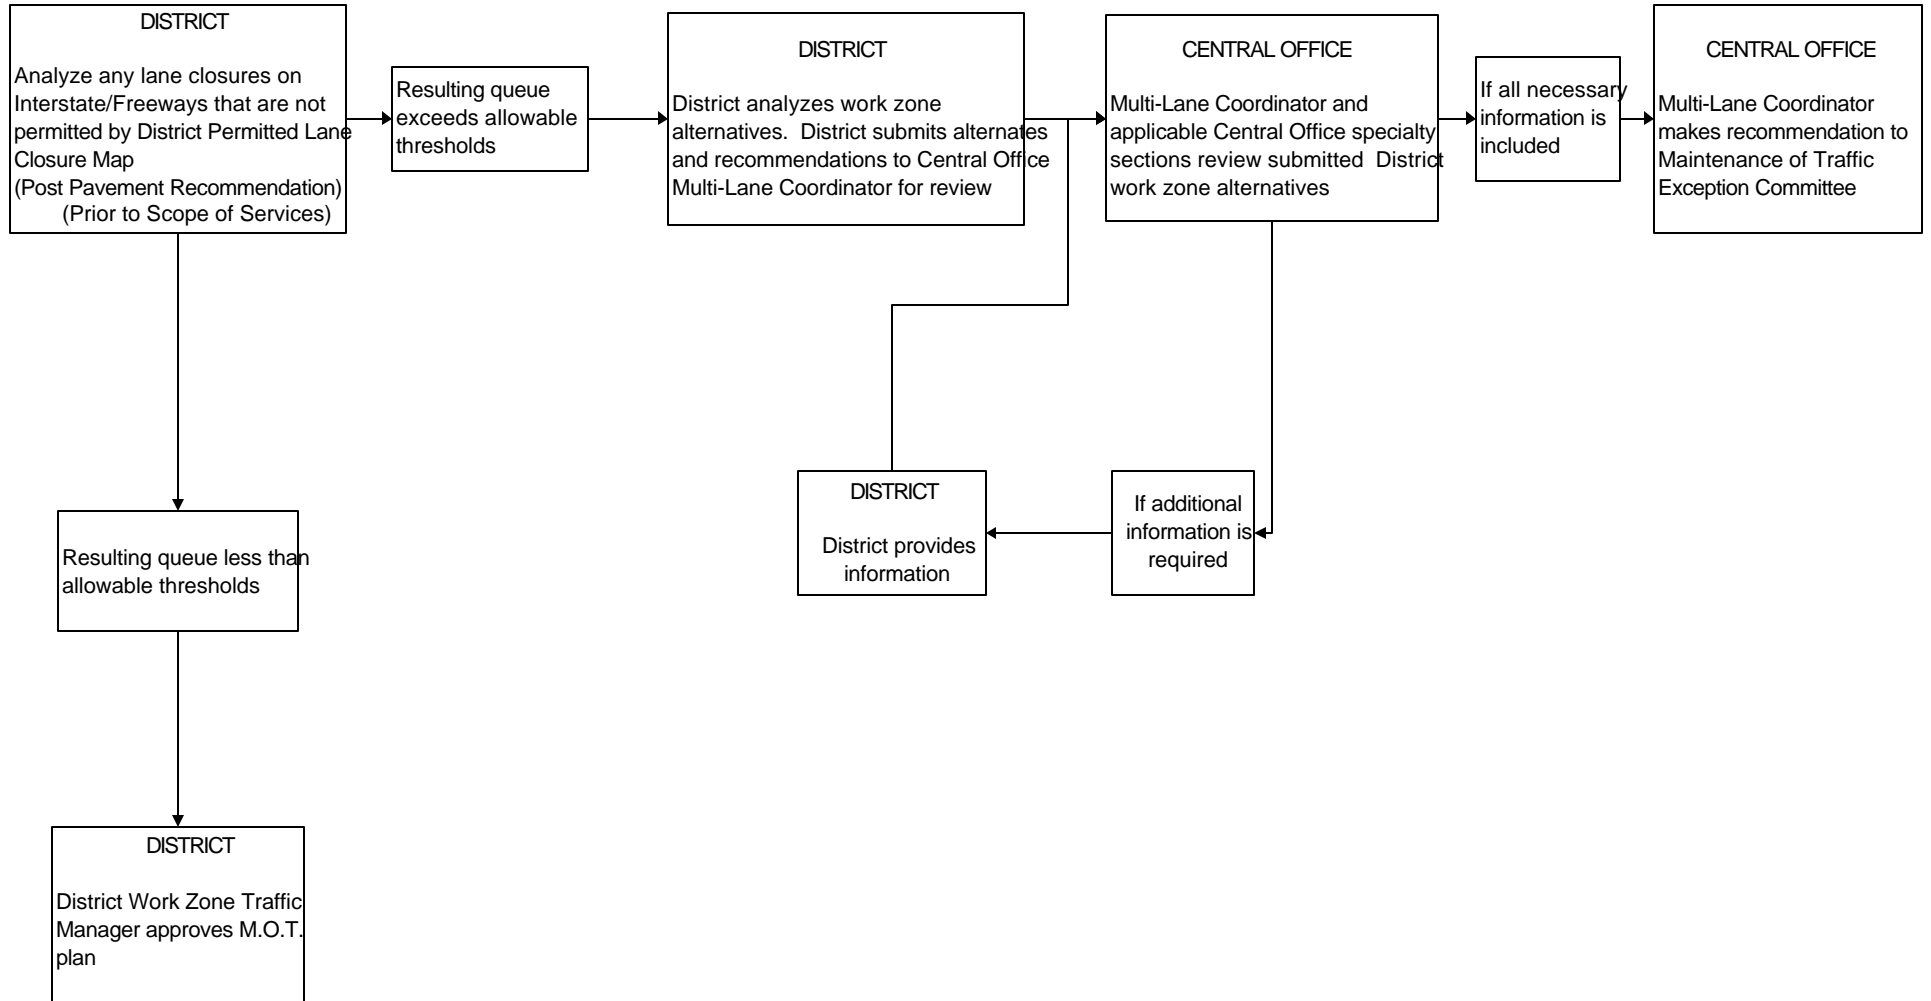 DISTRICT
Analyze any lane closures on
Interstate/Freeways that are not
permitted by District Permitted Lane
Closure Map
(Post Pavement Recommendation)
(Prior to Scope of Services)
Resulting queue
exceeds allowable
thresholds
DISTRICT
District analyzes work zone
alternatives. District submits alternates
and recommendations to Central Office
Multi-Lane Coordinator for review
CENTRAL OFFICE
Multi-Lane Coordinator and
applicable Central Office specialty
sections review submitted District
work zone alternatives
If all necessary
information is
included
CENTRAL OFFICE
Multi-Lane Coordinator
makes recommendation to
Maintenance of Traffic
Exception Committee
DISTRICT
District provides
information
If additional
information is
required
Resulting queue less than
allowable thresholds
DISTRICT
District Work Zone Traffic
Manager approves M.O.T.
plan